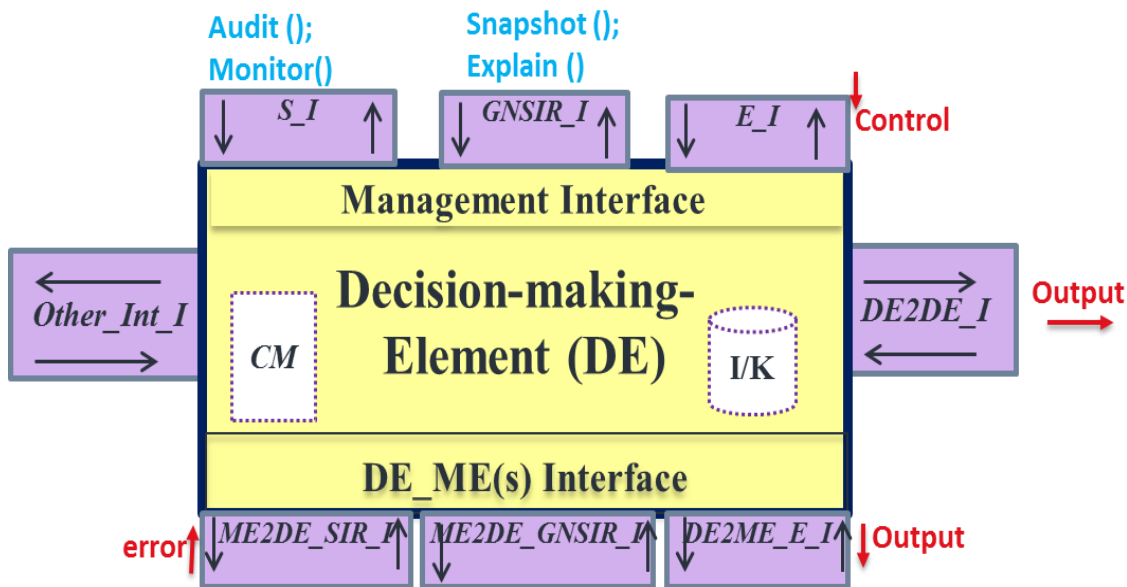 Audit ();
Monitor()
Snapshot ();
Explain ()
S_I
GNSIR_I
E_I
Control
Management Interface
Other_Int_I
Decision-making-
Element (DE)
CM
I/K
DE2DE_I
Output
DE_ME(s) Interface
error
ME2DE_SIR_I
ME2DE_GNSIR_I
DE2ME_E_I
Output